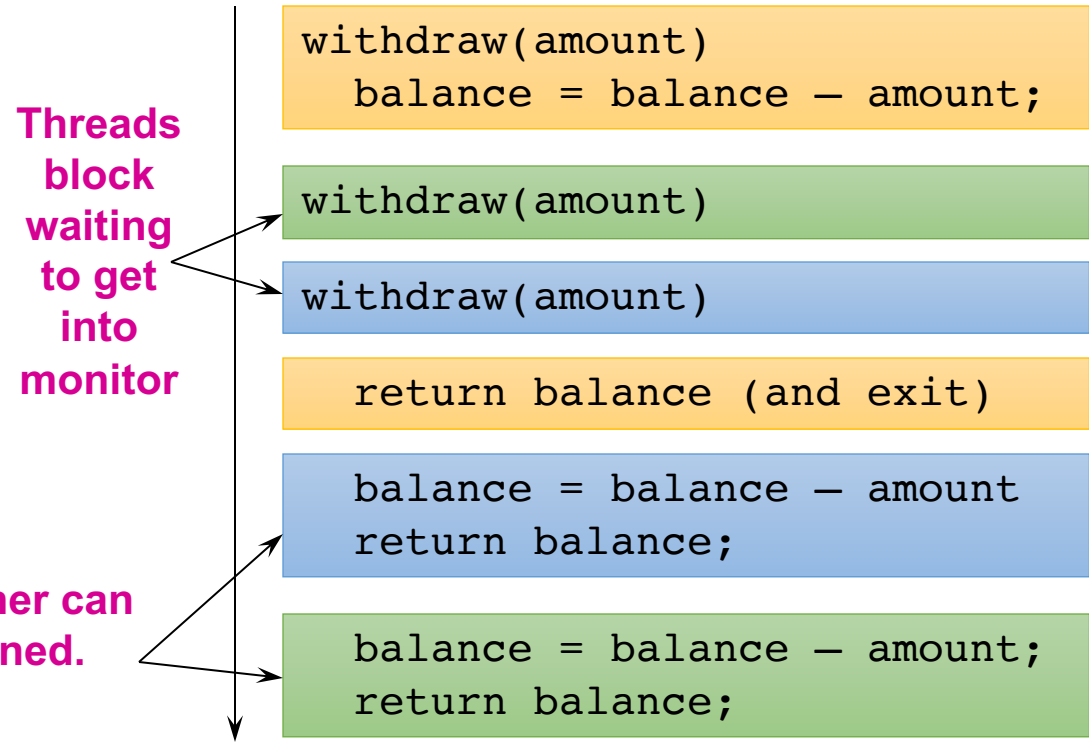 withdraw(amount)
balance = balance – amount;
Threads
block
waiting
to get
into
monitor
withdraw(amount)
withdraw(amount)
return balance (and exit)
balance = balance – amount
return balance;
can
balance = balance – amount;
return balance;